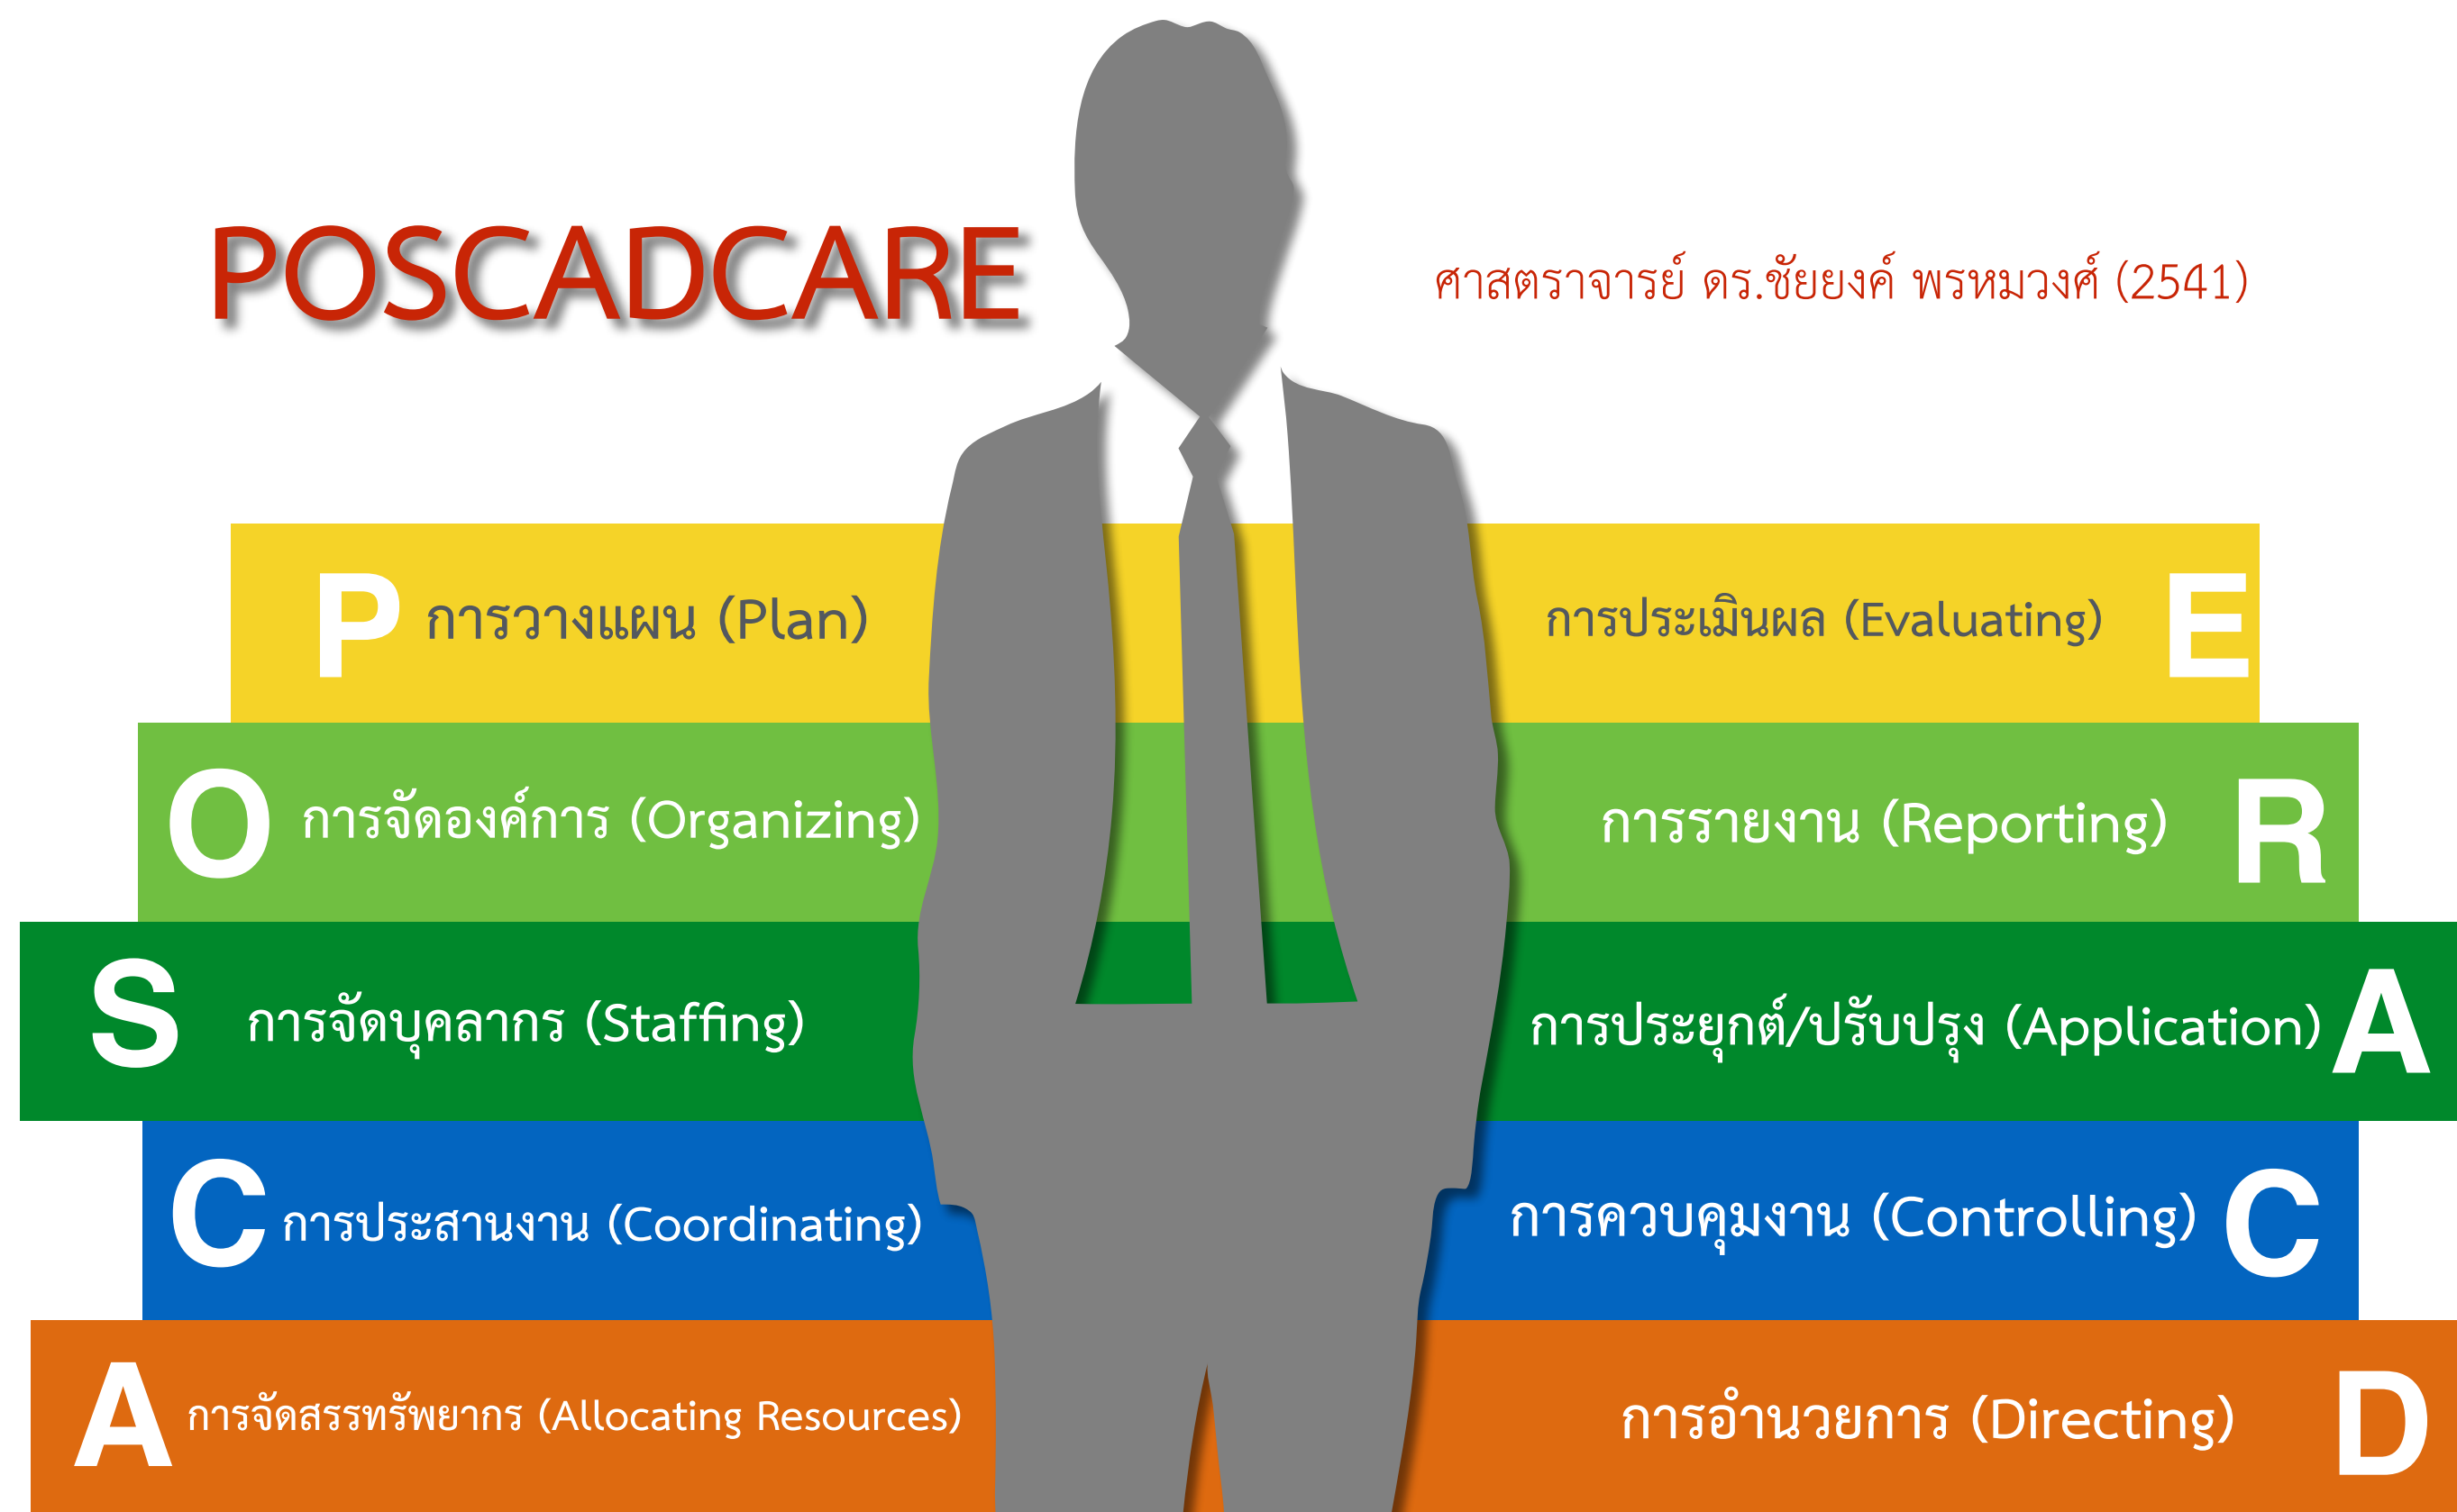 POSCADCARE
ศาสตราจารย์ ดร.ชัยยงค์ พรหมวงศ์ (2541)
P การวางแผน (Plan)
การประเมินผล (Evaluating) E
O การจัดองค์การ (Organizing)
การรายงาน (Reporting) R
S การจัดบุคลากร (Staffing)
การประยุกต์/ปรับปรุง (Application) A
C การประสานงาน (Coordinating)
การควบคุมงาน (Controlling) C
A การจัดสรรทรัพยากร (Allocating Resources)
การอำนวยการ (Directing) D